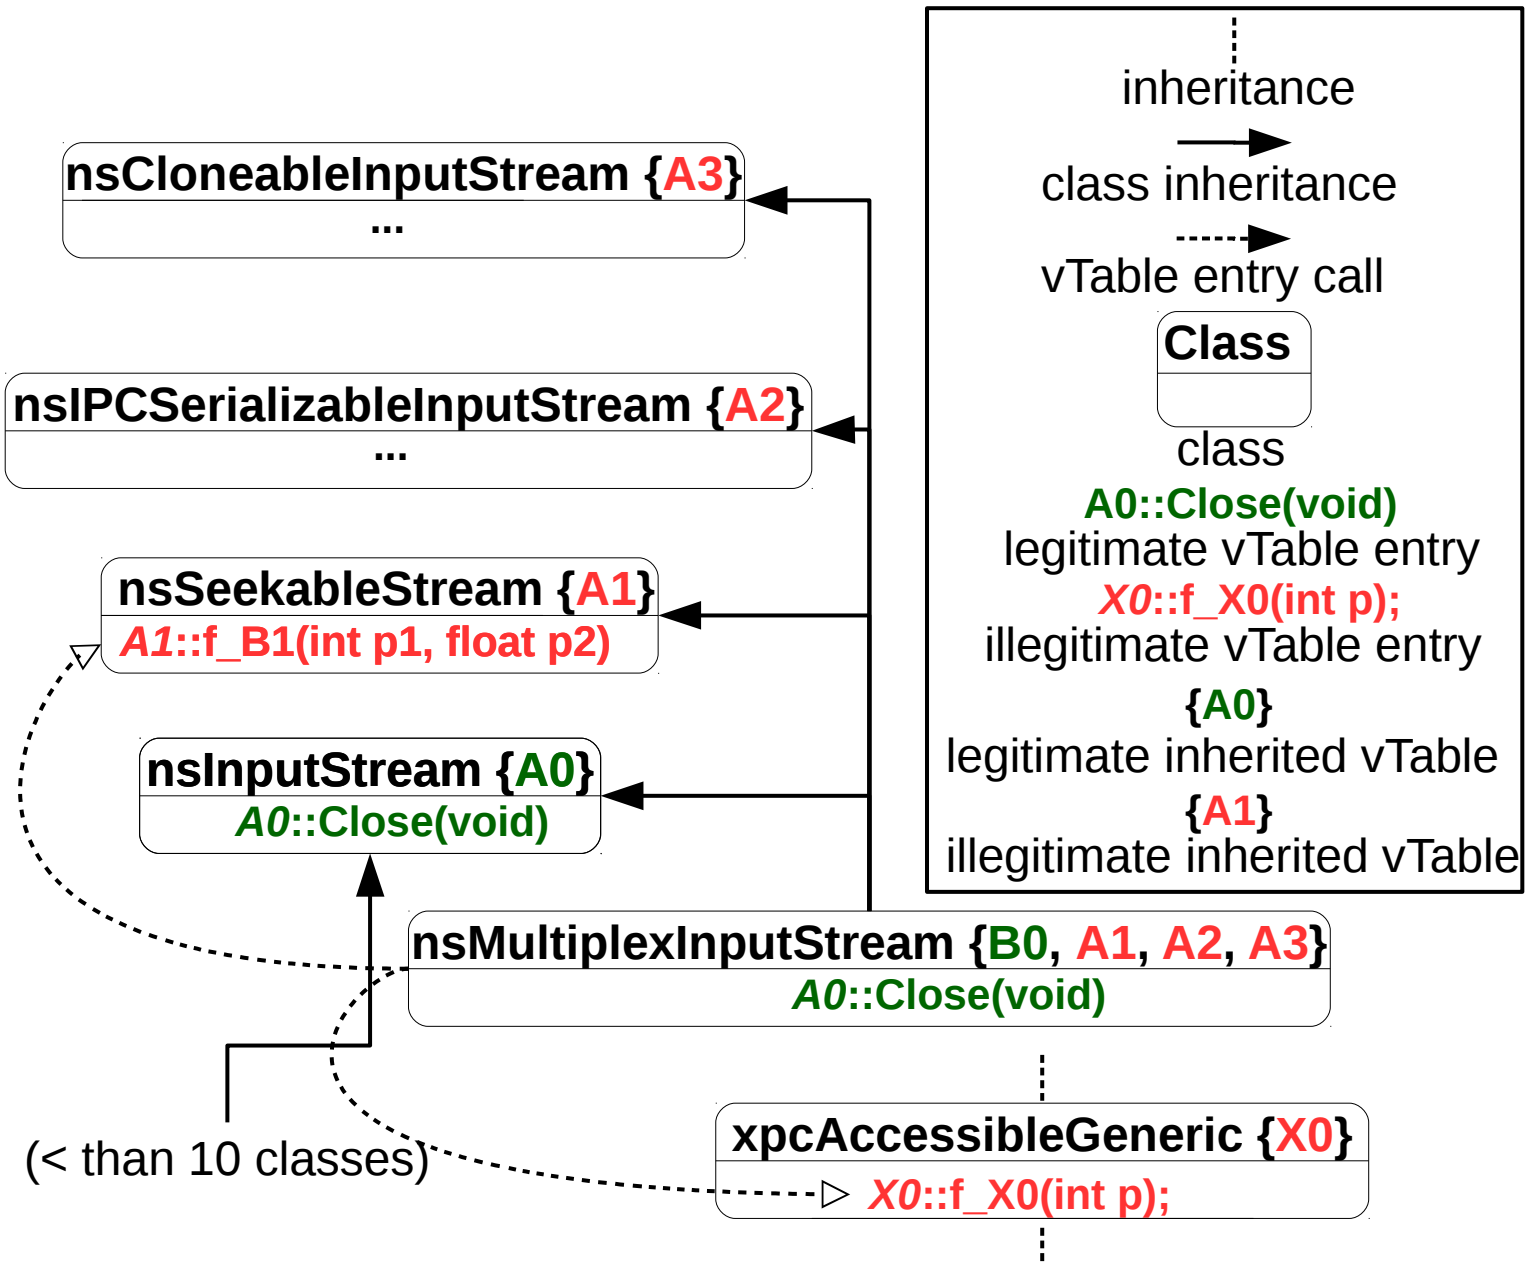 nsCloneableInputStream {A3}
...
nsIPCSerializableInputStream {A2}
...
nsSeekableStream {A1}
A1::f_B1(int p1, float p2)
nsInputStream {A0}
A0::Close(void)
nsMultiplexInputStream {B0, A1, A2, A3}
A0::Close(void)
(< than 10 classes)
xpcAccessibleGeneric {X0}
X0::f_X0(int p);
inheritance
class inheritance
vTable entry call
Class
class
A0::Close(void)
legitimate vTable entry
X0::f_X0(int p);
illegitimate vTable entry
{A0}
legitimate inherited vTable
{A1}
illegitimate inherited vTable